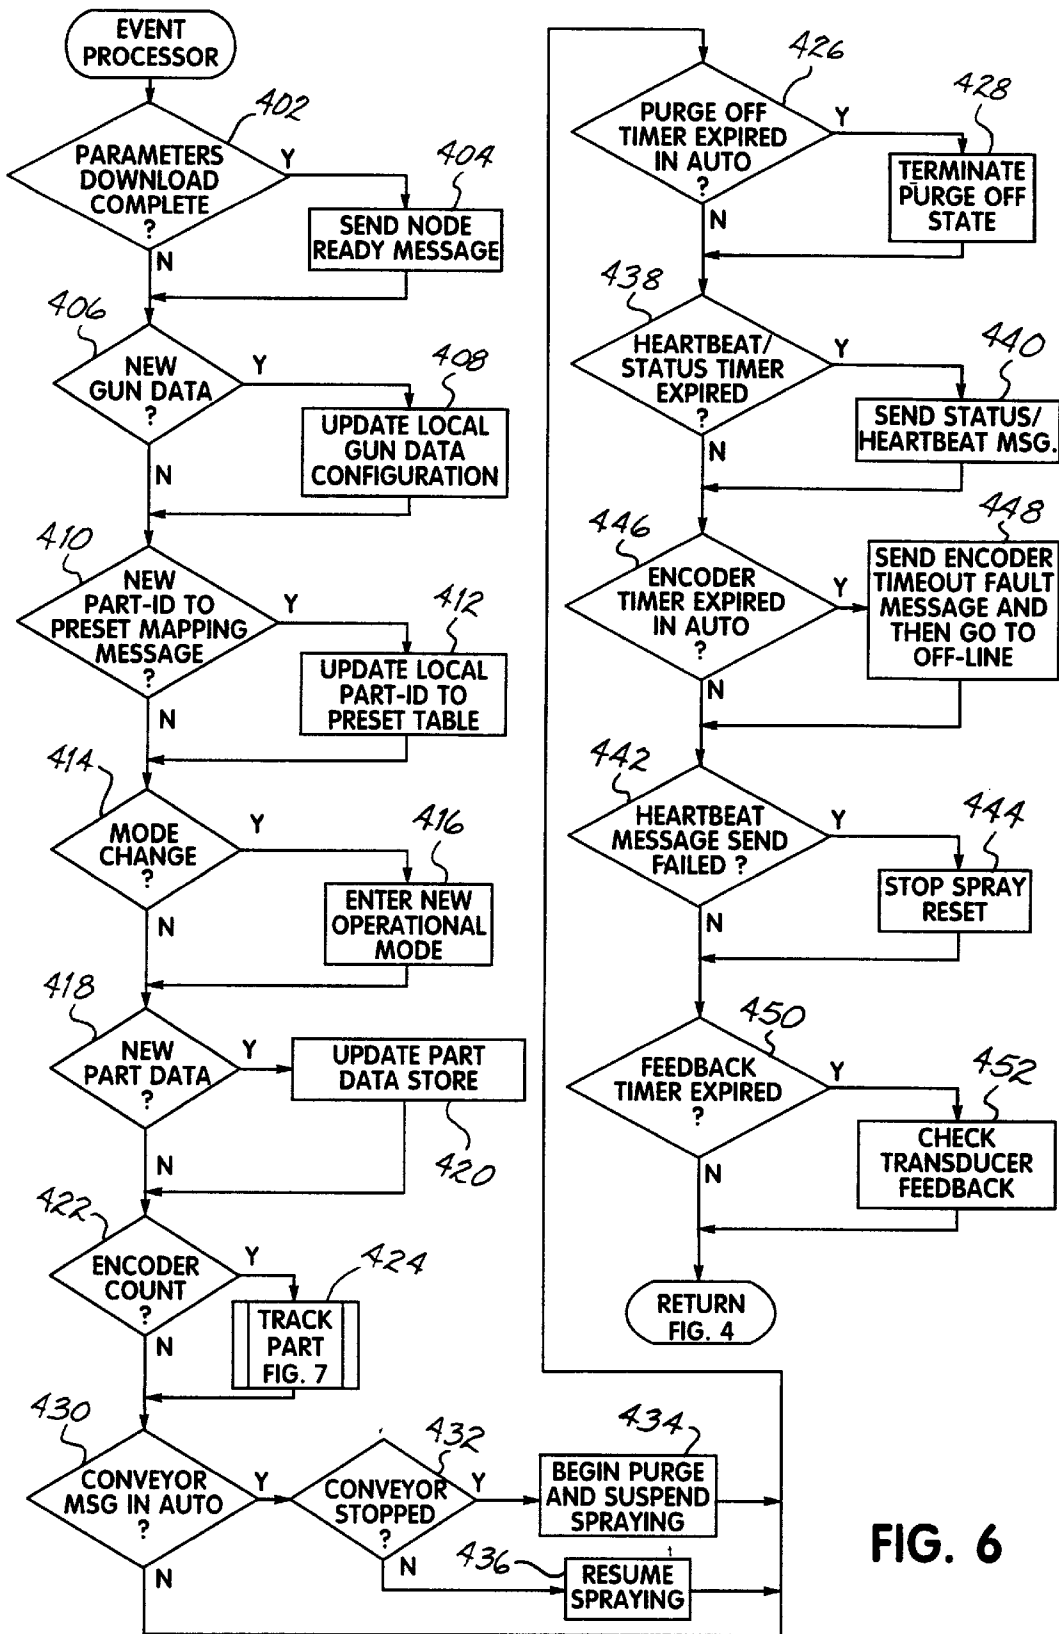 EVENT
PROCESSOR
402
PARAMETERS
DOWNLOAD
COMPLETE
?
Y
N
404
SEND NODE
READY MESSAGE
406
NEW
GUN DATA
?
Y
N
408
UPDATE LOCAL
GUN DATA
CONFIGURATION
410
NEW
PART-ID TO
PRESET MAPPING
MESSAGE
?
Y
N
412
UPDATE LOCAL
PART-ID TO
PRESET TABLE
414
MODE
CHANGE
?
Y
N
416
ENTER NEW
OPERATIONAL
MODE
418
NEW
PART DATA
?
Y
N
UPDATE PART
DATA STORE
420
422
ENCODER
COUNT
?
Y
N
424
TRACK
PART
FIG. 7
430
CONVEYOR
MSG IN AUTO
?
Y
N
432
CONVEYOR
STOPPED
?
Y
N
434
BEGIN PURGE
AND SUSPEND
SPRAYING
436
RESUME
SPRAYING
426
PURGE OFF
TIMER EXPIRED
IN AUTO
?
Y
N
428
TERMINATE
PURGE OFF
STATE
438
HEARTBEAT/
STATUS TIMER
EXPIRED
?
Y
N
440
SEND STATUS/
HEARTBEAT MSG.
446
ENCODER
TIMER EXPIRED
IN AUTO
?
Y
N
448
SEND ENCODER
TIMEOUT FAULT
MESSAGE AND
THEN GO TO
OFF-LINE
442
HEARTBEAT
MESSAGE SEND
FAILED ?
Y
N
444
STOP SPRAY
RESET
450
FEEDBACK
TIMER EXPIRED
?
Y
N
452
CHECK
TRANSDUCER
FEEDBACK
RETURN
FIG. 4
FIG. 6